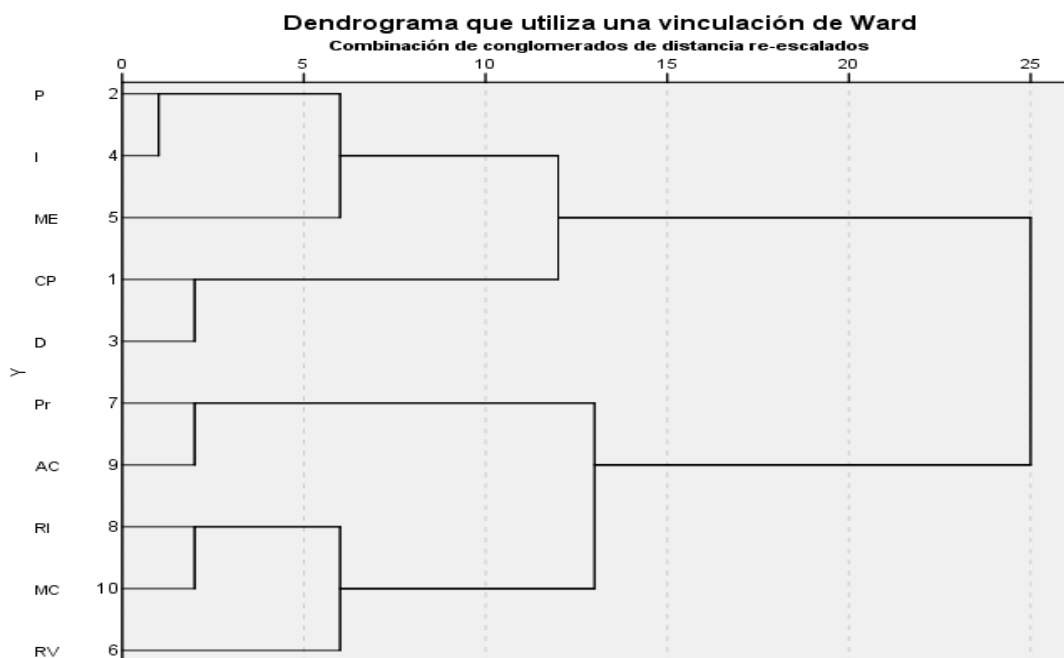 Dendrograma que utiliza una vinculación de Ward
Combinación de conglomerados de distancia re-escalados
0 5 10 15 20 25
P 2
I 4
ME 5
CP 1
D 3
Y
Pr 7
AC 9
RI 8
MC 10
RV 6